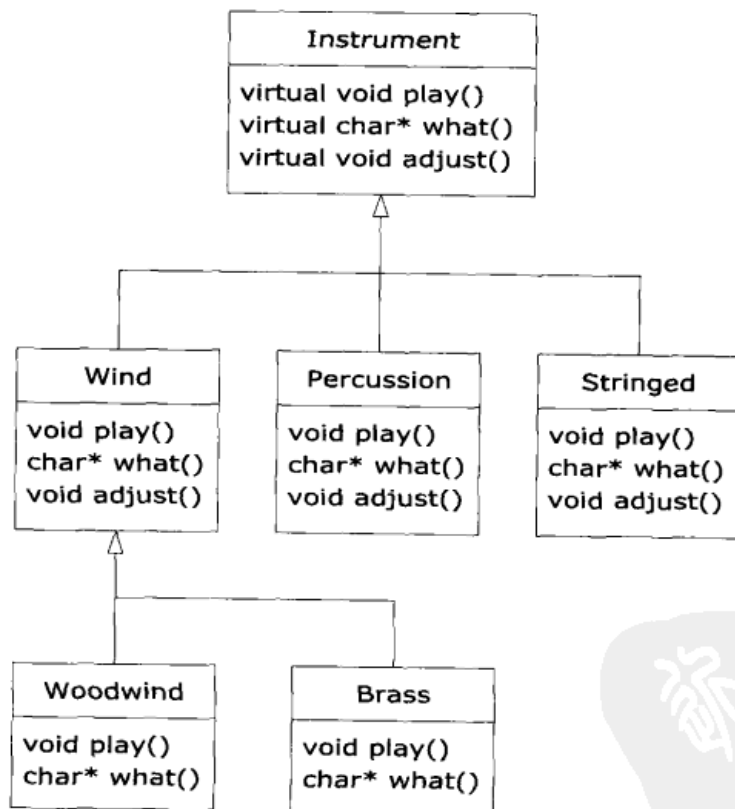 Instrument
virtual void play()
virtual char* what()
virtual void adjust()
Wind
void play()
char* what()
void adjust()
Percussion
void play()
char* what()
void adjust()
Stringed
void play()
char* what()
void adjust()
Woodwind
void play()
char* what()
Brass
void play()
char* what()